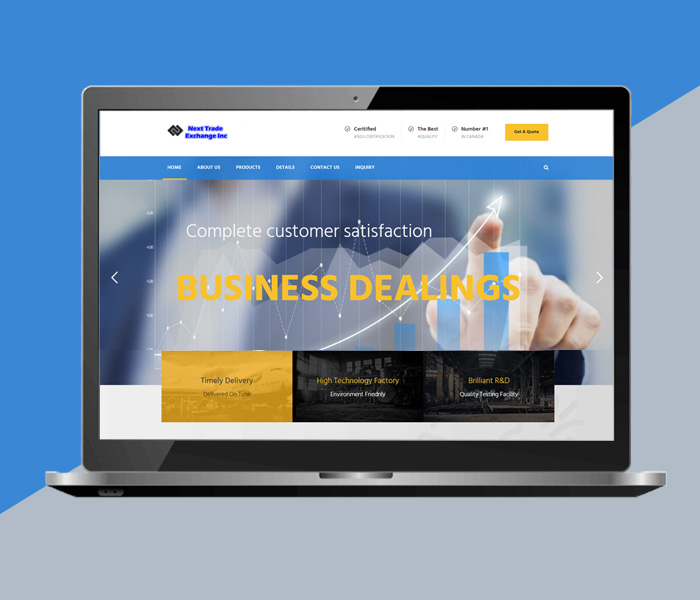 Next Trade
Exchange Inc
Ceritified
#SGS CERTIFICATION
The Best
#QUALITY
Number #1
IN CANADA
Get A Quote
HOME
ABOUT US
PRODUCTS
DETAILS
CONTACT US
INQUIRY
Complete customer satisfaction
BUSINESS DEALINGS
Timely Delivery
Delivered On Time
High Technology Factory
Environment Friednly
Brilliant R&D
Quality Testing Facility